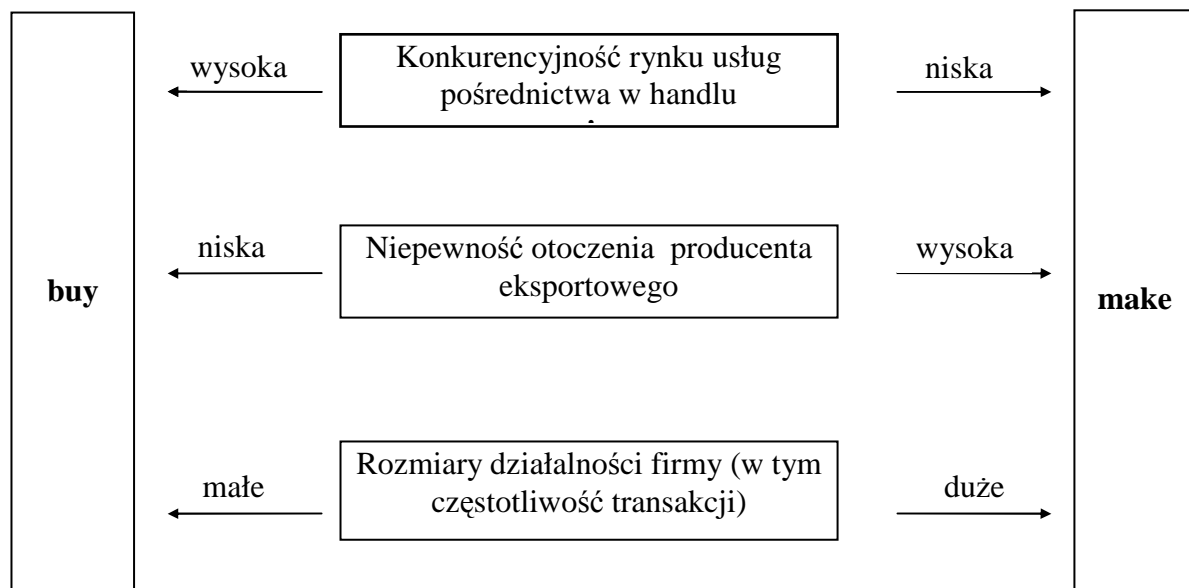 wysoka
Konkurencyjność rynku usług
pośrednictwa w handlu
niska
niska
Niepewność otoczenia producenta
eksportowego
wysoka
buy
make
małe
Rozmiary działalności firmy (w tym
częstotliwość transakcji)
duże